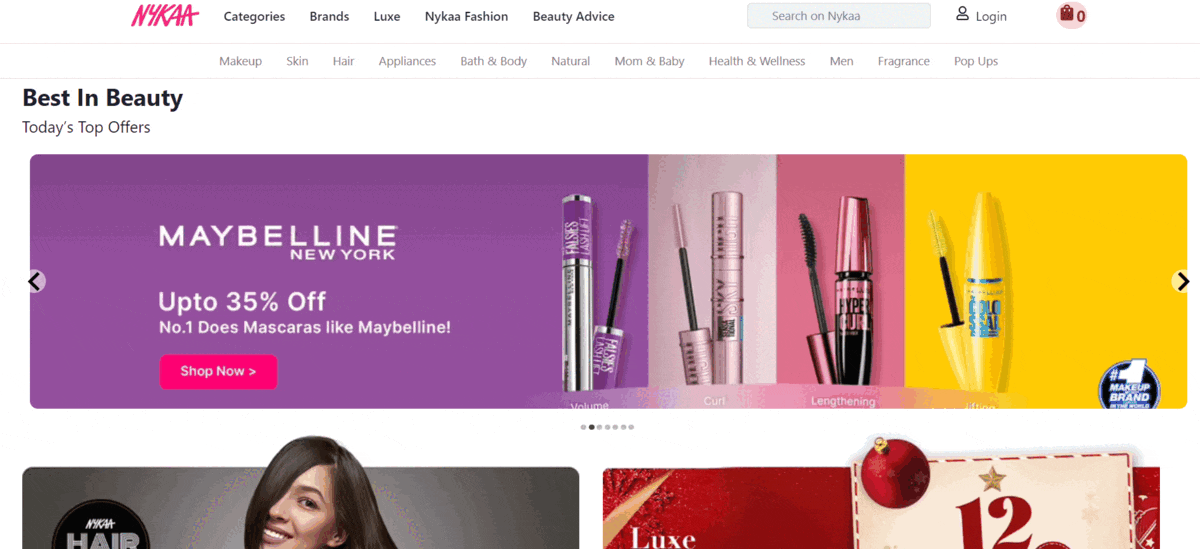 NYKAA Categories Brands Luxe Nykaa Fashion Beauty Advice Search on Nykaa Login 0
Makeup Skin Hair Appliances Bath & Body Natural Mom & Baby Health & Wellness Men Fragrance Pop Ups
Best In Beauty
Today's Top Offers
MAYBELLINE
NEW YORK
Upto 35% Off
No.1 Does Mascaras like Maybelline!
Shop Now >
FALSIES
LASH LIFT
FALSIES
SKY
HYPER
CURL
COLO
Volume
Curl
Lengthening
#1
MAKEUP
BRAND
IN THE WORLD
NYKAA
HAIR
Luxe
12